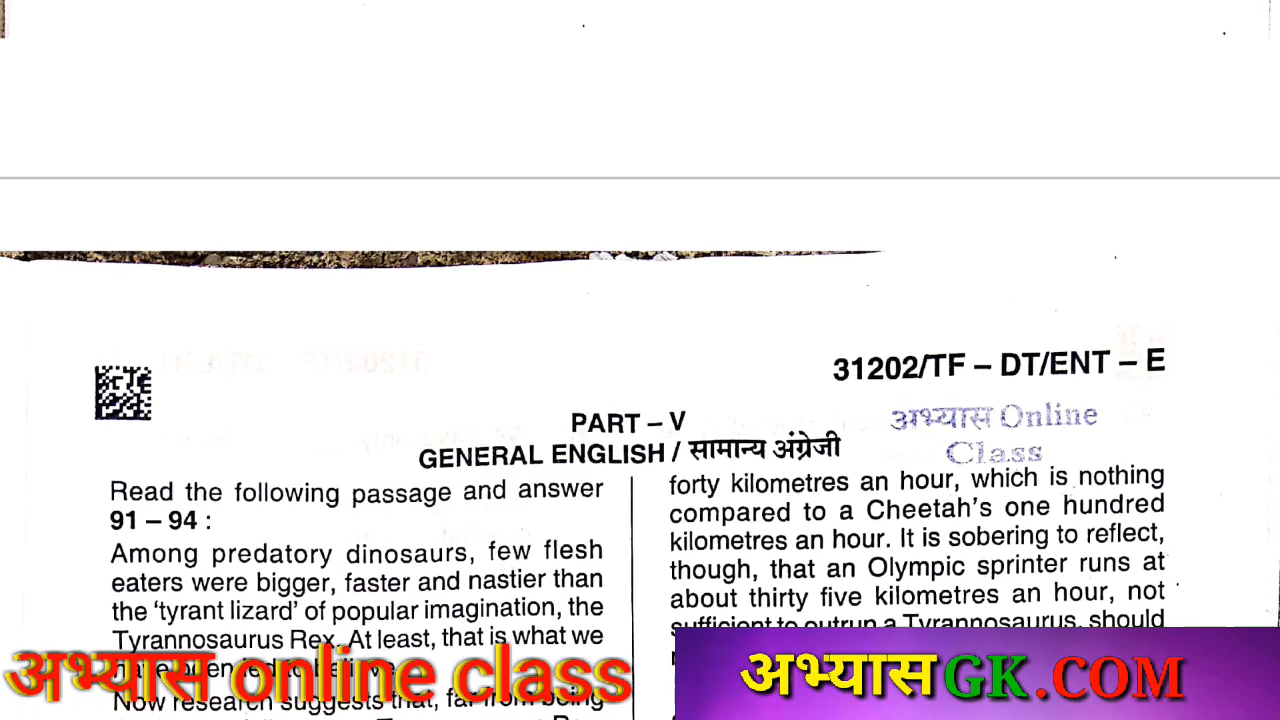 31202/TF – DT/ENT – E
अभ्यास Online
Class
PART – V
GENERAL ENGLISH / सामान्य अंग्रेजी
Read the following passage and answer
91 – 94 :
Among predatory dinosaurs, few flesh
eaters were bigger, faster and nastier than
the ‘tyrant lizard’ of popular imagination, the
Tyrannosaurus Rex. At least, that is what we
Now research suggests that, far from being
forty kilometres an hour, which is nothing
compared to a Cheetah’s one hundred
kilometres an hour. It is sobering to reflect,
though, that an Olympic sprinter runs at
about thirty five kilometres an hour, not
sufficient to outrun a Tyrannosaurus, should
अभ्यास online class
अभ्यास GK.COM